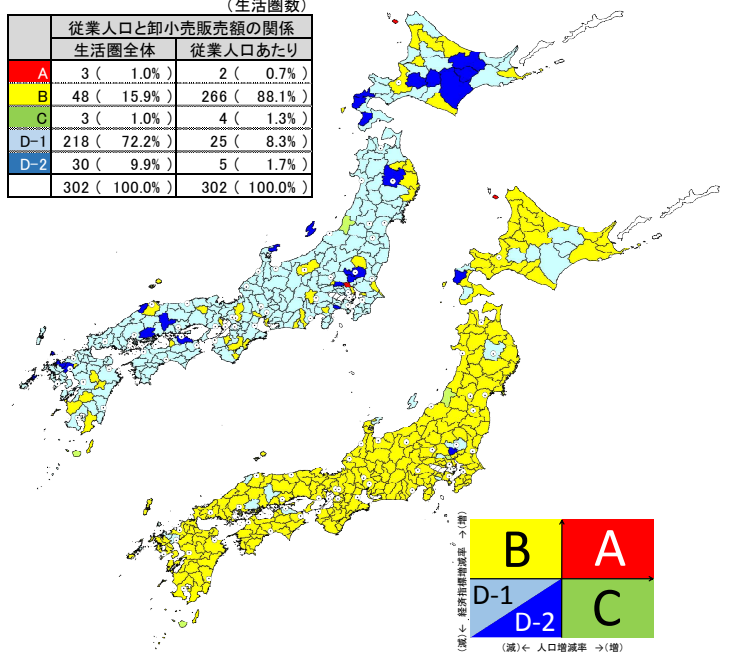 (生活圏数)
従業人口と卸小売販売額の関係
生活圏全体 従業人口あたり
A 3 ( 1.0% ) 2 ( 0.7% )
B 48 ( 15.9% ) 266 ( 88.1% )
C 3 ( 1.0% ) 4 ( 1.3% )
D-1 218 ( 72.2% ) 25 ( 8.3% )
D-2 30 ( 9.9% ) 5 ( 1.7% )
302 ( 100.0% ) 302 ( 100.0% )
(減)← 経済指標増減率 →(増)
B A
D-1 D-2 C
(減)← 人口増減率 →(増)